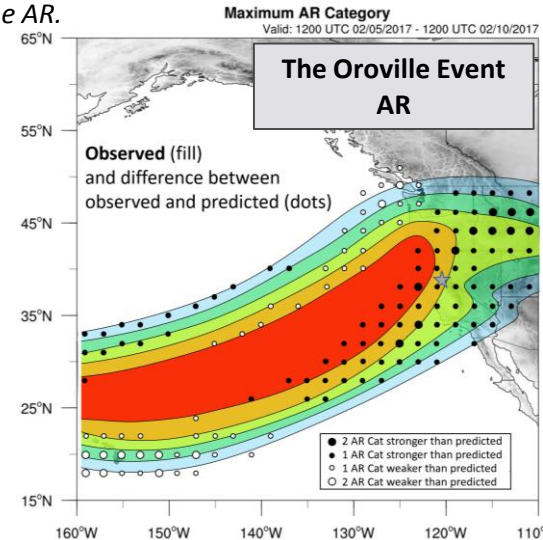 e AR.
Maximum AR Category
Valid: 1200 UTC 02/05/2017 - 1200 UTC 02/10/2017
The Oroville Event
AR
Observed (fill)
and difference between
observed and predicted (dots)
65°N
55°N
45°N
35°N
25°N
15°N
2 AR Cat stronger than predicted
1 AR Cat stronger than predicted
1 AR Cat weaker than predicted
2 AR Cat weaker than predicted
160°W 150°W 140°W 130°W 120°W 110°